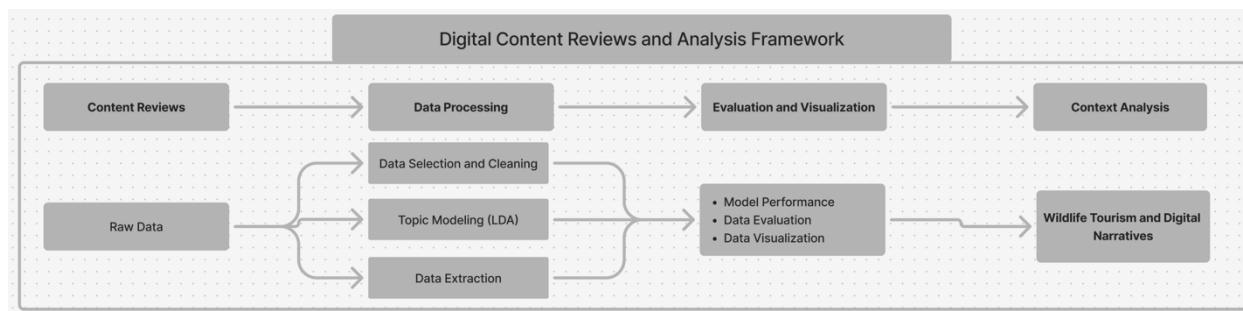 Digital Content Reviews and Analysis Framework
Content Reviews
Data Processing
Evaluation and Visualization
Context Analysis
Raw Data
Data Selection and Cleaning
Topic Modeling (LDA)
Data Extraction
• Model Performance
• Data Evaluation
• Data Visualization
Wildlife Tourism and Digital
Narratives